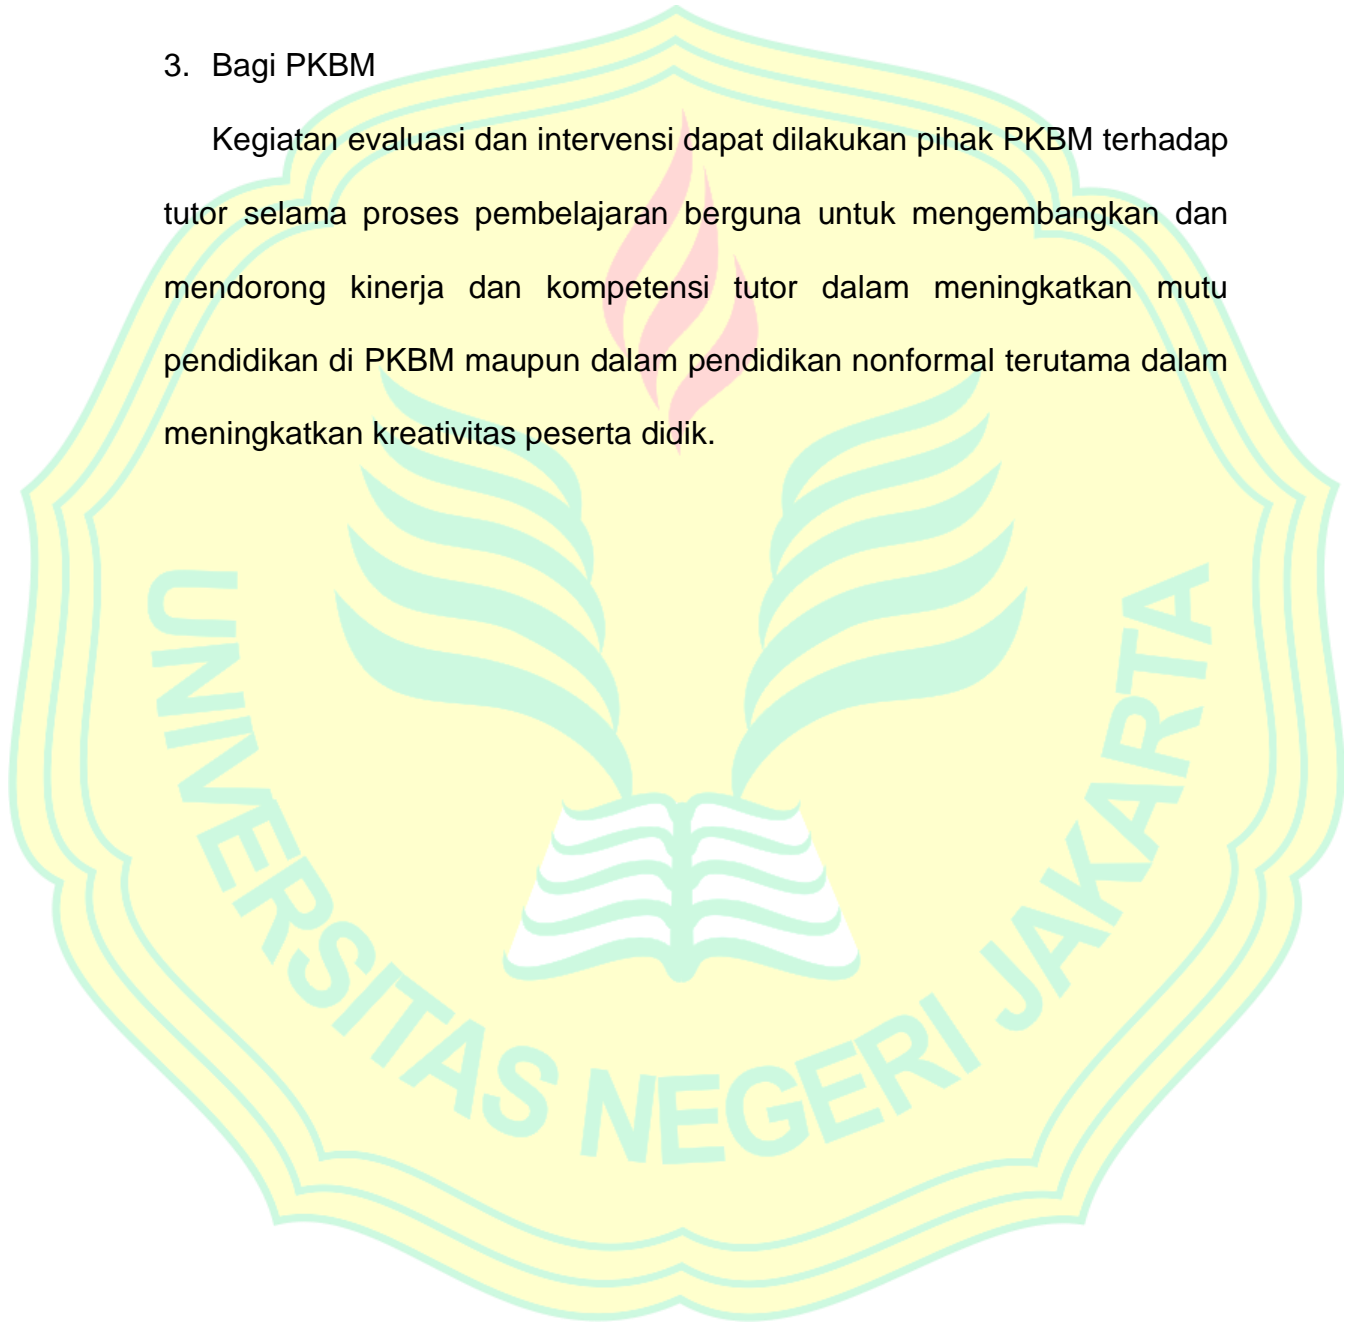 3. Bagi PKBM
Kegiatan evaluasi dan intervensi dapat dilakukan pihak PKBM terhadap
tutor selama proses pembelajaran berguna untuk mengembangkan dan
mendorong kinerja dan kompetensi tutor dalam meningkatkan mutu
pendidikan di PKBM maupun dalam pendidikan nonformal terutama dalam
meningkatkan kreativitas peserta didik.
UNIVERSITAS NEGERI JAKARTA